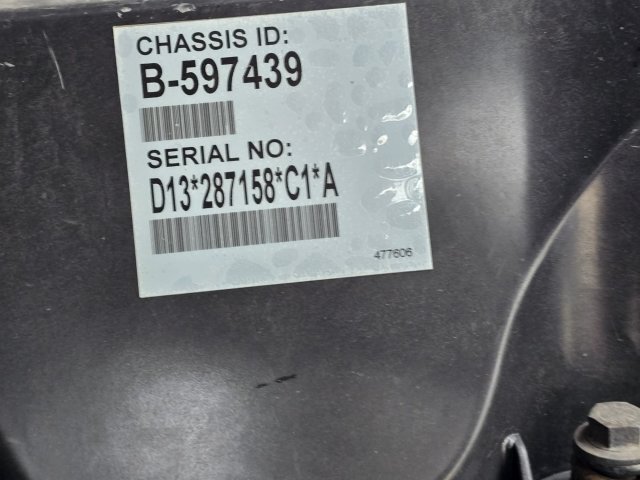 CHASSIS ID:
B-597439
SERIAL NO:
D13*287158*C1*A
477606